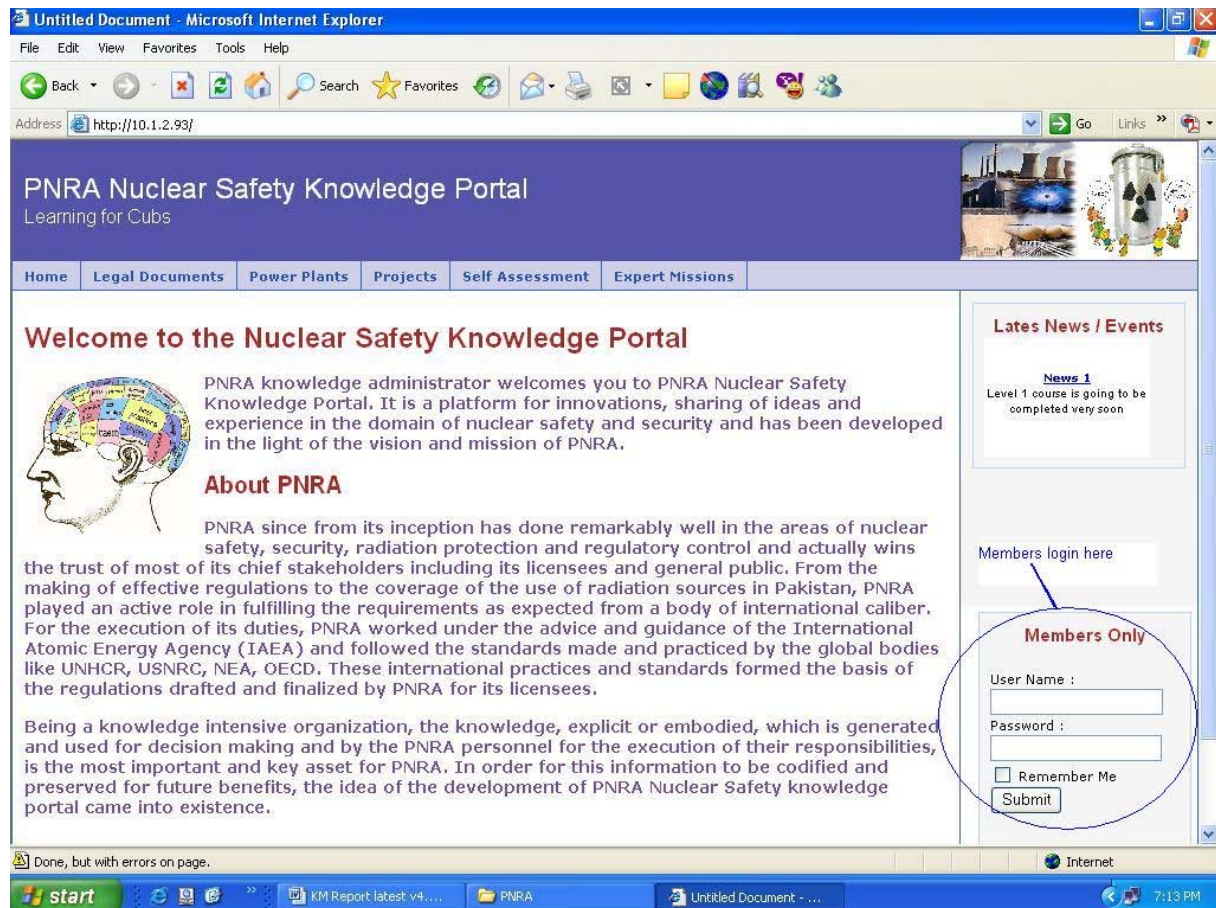 Untitled Document - Microsoft Internet Explorer
File Edit View Favorites Tools Help
Back Search Favorites
Address http://10.1.2.93/ Go Links »
PNRA Nuclear Safety Knowledge Portal
Learning for Cubs
Home Legal Documents Power Plants Projects Self Assessment Expert Missions
Welcome to the Nuclear Safety Knowledge Portal
PNRA knowledge administrator welcomes you to PNRA Nuclear Safety
Knowledge Portal. It is a platform for innovations, sharing of ideas and
experience in the domain of nuclear safety and security and has been developed
in the light of the vision and mission of PNRA.
About PNRA
PNRA since from its inception has done remarkably well in the areas of nuclear
safety, security, radiation protection and regulatory control and actually wins
the trust of most of its chief stakeholders including its licensees and general public. From the
making of effective regulations to the coverage of the use of radiation sources in Pakistan, PNRA
played an active role in fulfilling the requirements as expected from a body of international caliber.
For the execution of its duties, PNRA worked under the advice and guidance of the International
Atomic Energy Agency (IAEA) and followed the standards made and practiced by the global bodies
like UNHCR, USNRC, NEA, OECD. These international practices and standards formed the basis of
the regulations drafted and finalized by PNRA for its licensees.
Being a knowledge intensive organization, the knowledge, explicit or embodied, which is generated
and used for decision making and by the PNRA personnel for the execution of their responsibilities,
is the most important and key asset for PNRA. In order for this information to be codified and
preserved for future benefits, the idea of the development of PNRA Nuclear Safety knowledge
portal came into existence.
Lates News / Events
News 1
Level 1 course is going to be
completed very soon
Members login here
Members Only
User Name :
Password :
Remember Me
Submit
Done, but with errors on page. Internet
start » KM Report latest v4.... PNRA Untitled Document - ... 7:13 PM